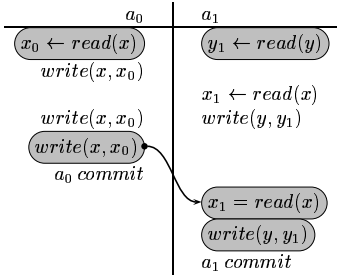 a₀ a₁
x₀ ← read(x) y₁ ← read(y)
write(x, x₀)
x₁ ← read(x)
write(x, x₀) write(y, y₁)
write(x, x₀)
a₀ commit
x₁ = read(x)
write(y, y₁)
a₁ commit